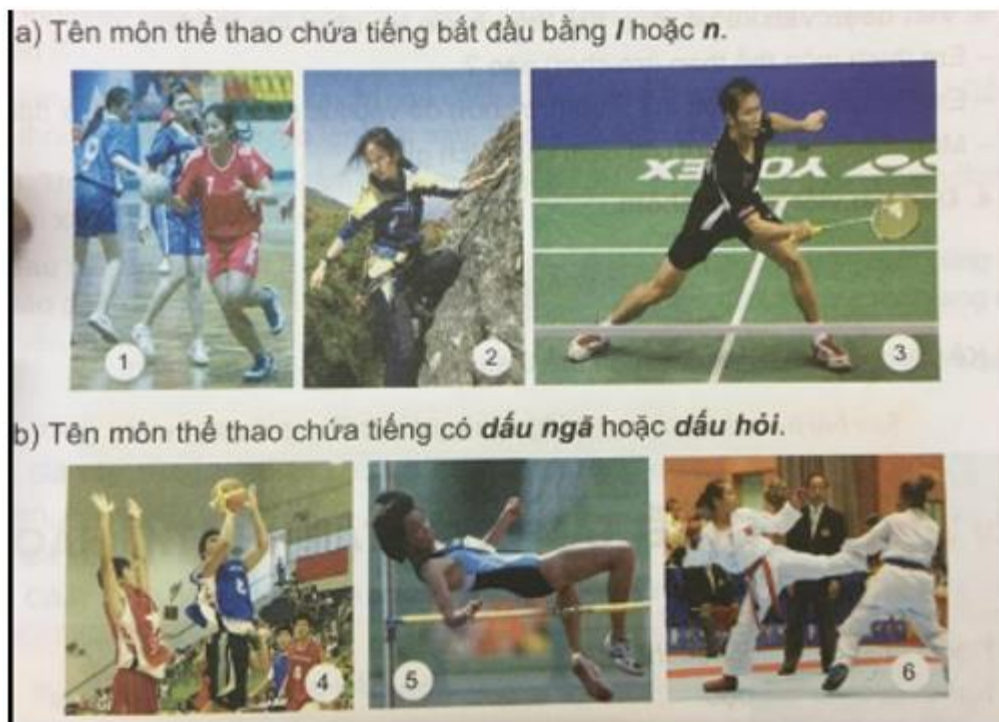 a) Tên môn thể thao chứa tiếng bắt đầu bằng l hoặc n.
YONEX
1
2
3
b) Tên môn thể thao chứa tiếng có dấu ngã hoặc dấu hỏi.
4
5
6